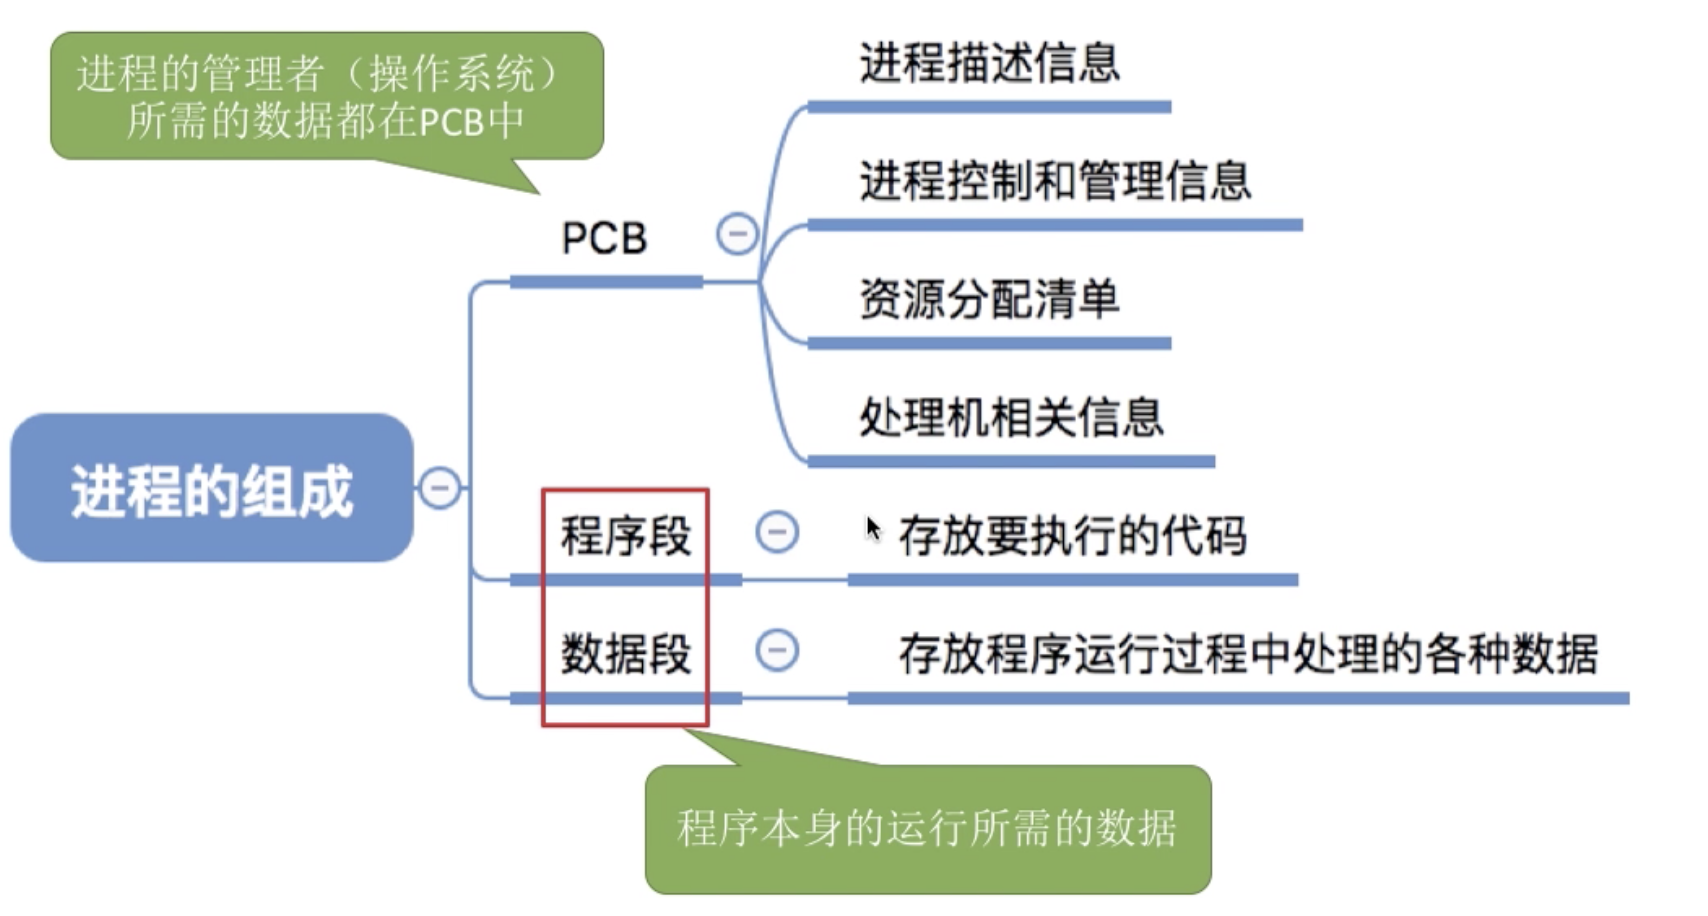 进程的管理者（操作系统）
所需的数据都在PCB中
进程描述信息
进程控制和管理信息
PCB
资源分配清单
处理机相关信息
进程的组成
程序段
存放要执行的代码
数据段
存放程序运行过程中处理的各种数据
程序本身的运行所需的数据